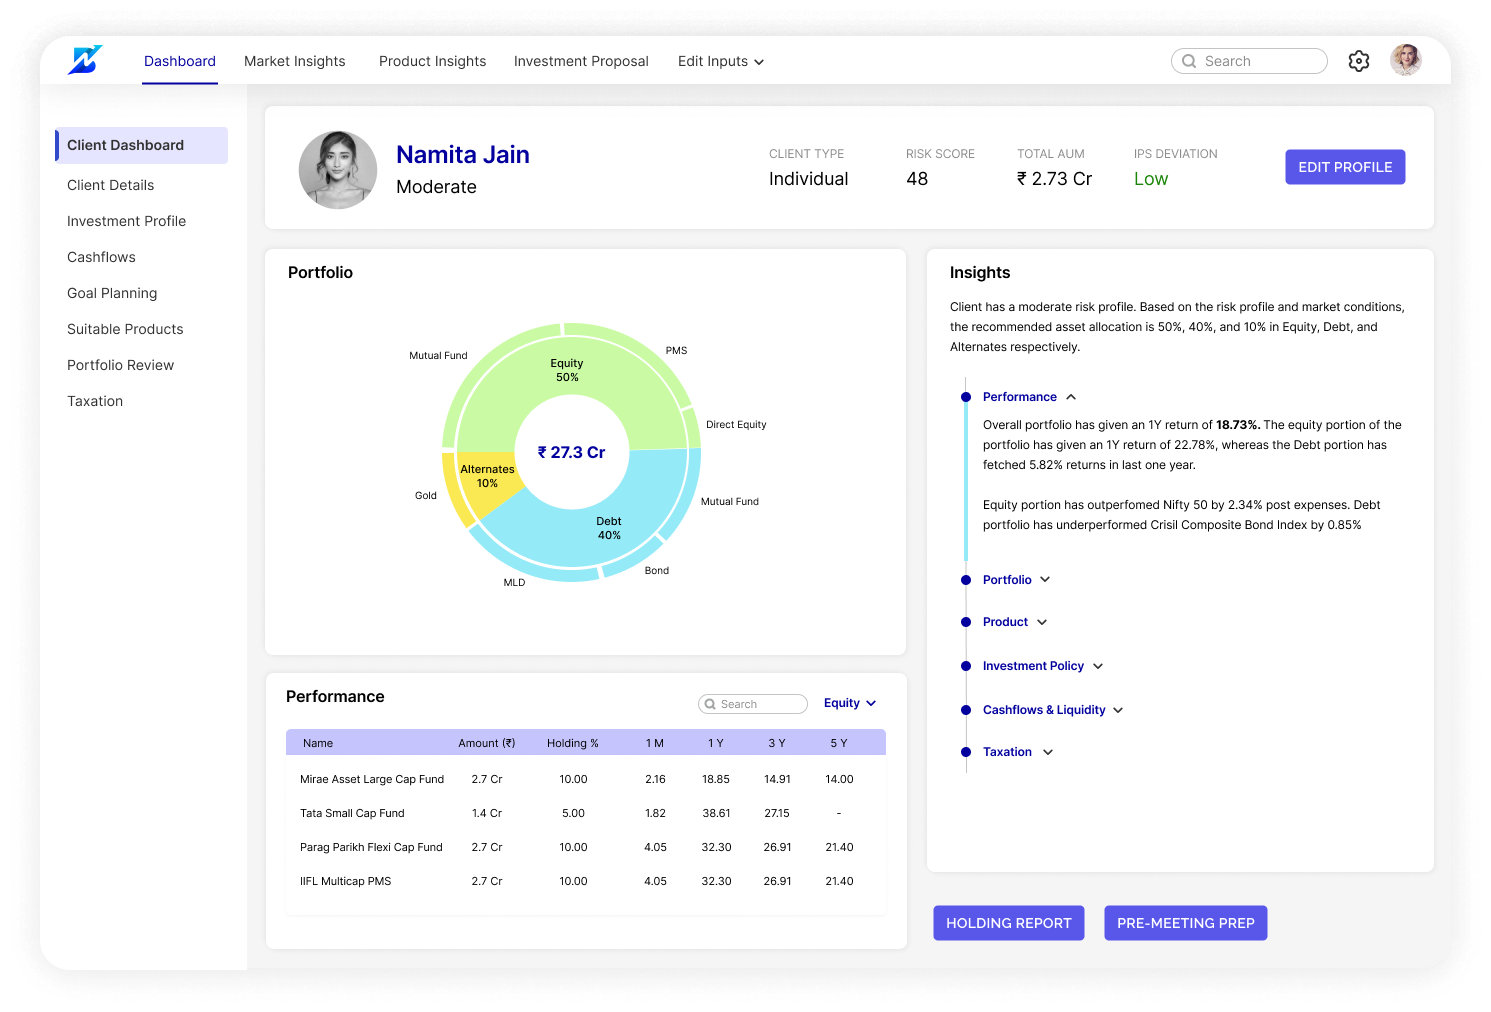 Dashboard
Market Insights
Product Insights
Investment Proposal
Edit Inputs
Search
Client Dashboard
Client Details
Investment Profile
Cashflows
Goal Planning
Suitable Products
Portfolio Review
Taxation
Namita Jain
Moderate
CLIENT TYPE
Individual
RISK SCORE
48
TOTAL AUM
₹ 2.73 Cr
IPS DEVIATION
Low
EDIT PROFILE
Portfolio
Mutual Fund
PMS
Equity
50%
Direct Equity
₹ 27.3 Cr
Alternates
10%
Gold
Mutual Fund
Debt
40%
Bond
MLD
Performance
Search
Equity
Name Amount (₹) Holding % 1 M 1 Y 3 Y 5 Y
Mirae Asset Large Cap Fund 2.7 Cr 10.00 2.16 18.85 14.91 14.00
Tata Small Cap Fund 1.4 Cr 5.00 1.82 38.61 27.15 -
Parag Parikh Flexi Cap Fund 2.7 Cr 10.00 4.05 32.30 26.91 21.40
IIFL Multicap PMS 2.7 Cr 10.00 4.05 32.30 26.91 21.40
Insights
Client has a moderate risk profile. Based on the risk profile and market conditions,
the recommended asset allocation is 50%, 40%, and 10% in Equity, Debt, and
Alternates respectively.
Performance
Overall portfolio has given an 1Y return of 18.73%. The equity portion of the
portfolio has given an 1Y return of 22.78%, whereas the Debt portion has
fetched 5.82% returns in last one year.
Equity portion has outperfomed Nifty 50 by 2.34% post expenses. Debt
portfolio has underperformed Crisil Composite Bond Index by 0.85%
Portfolio
Product
Investment Policy
Cashflows & Liquidity
Taxation
HOLDING REPORT
PRE-MEETING PREP